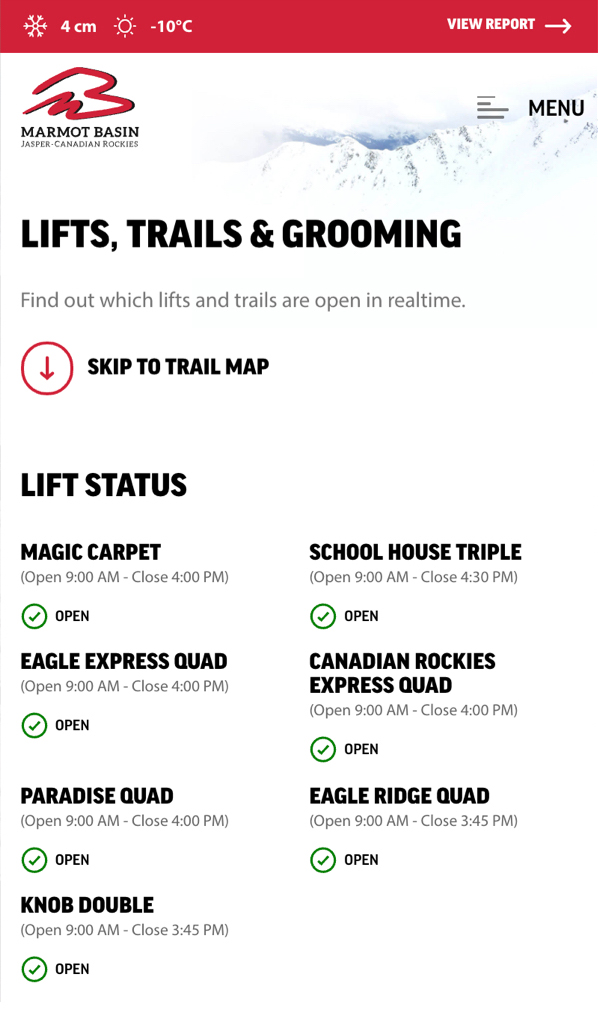 4 cm -10°C VIEW REPORT
MARMOT BASIN
JASPER-CANADIAN ROCKIES
MENU
LIFTS, TRAILS & GROOMING
Find out which lifts and trails are open in realtime.
SKIP TO TRAIL MAP
LIFT STATUS
MAGIC CARPET
(Open 9:00 AM - Close 4:00 PM)
OPEN
SCHOOL HOUSE TRIPLE
(Open 9:00 AM - Close 4:30 PM)
OPEN
EAGLE EXPRESS QUAD
(Open 9:00 AM - Close 4:00 PM)
OPEN
CANADIAN ROCKIES
EXPRESS QUAD
(Open 9:00 AM - Close 4:00 PM)
OPEN
PARADISE QUAD
(Open 9:00 AM - Close 4:00 PM)
OPEN
EAGLE RIDGE QUAD
(Open 9:00 AM - Close 3:45 PM)
OPEN
KNOB DOUBLE
(Open 9:00 AM - Close 3:45 PM)
OPEN